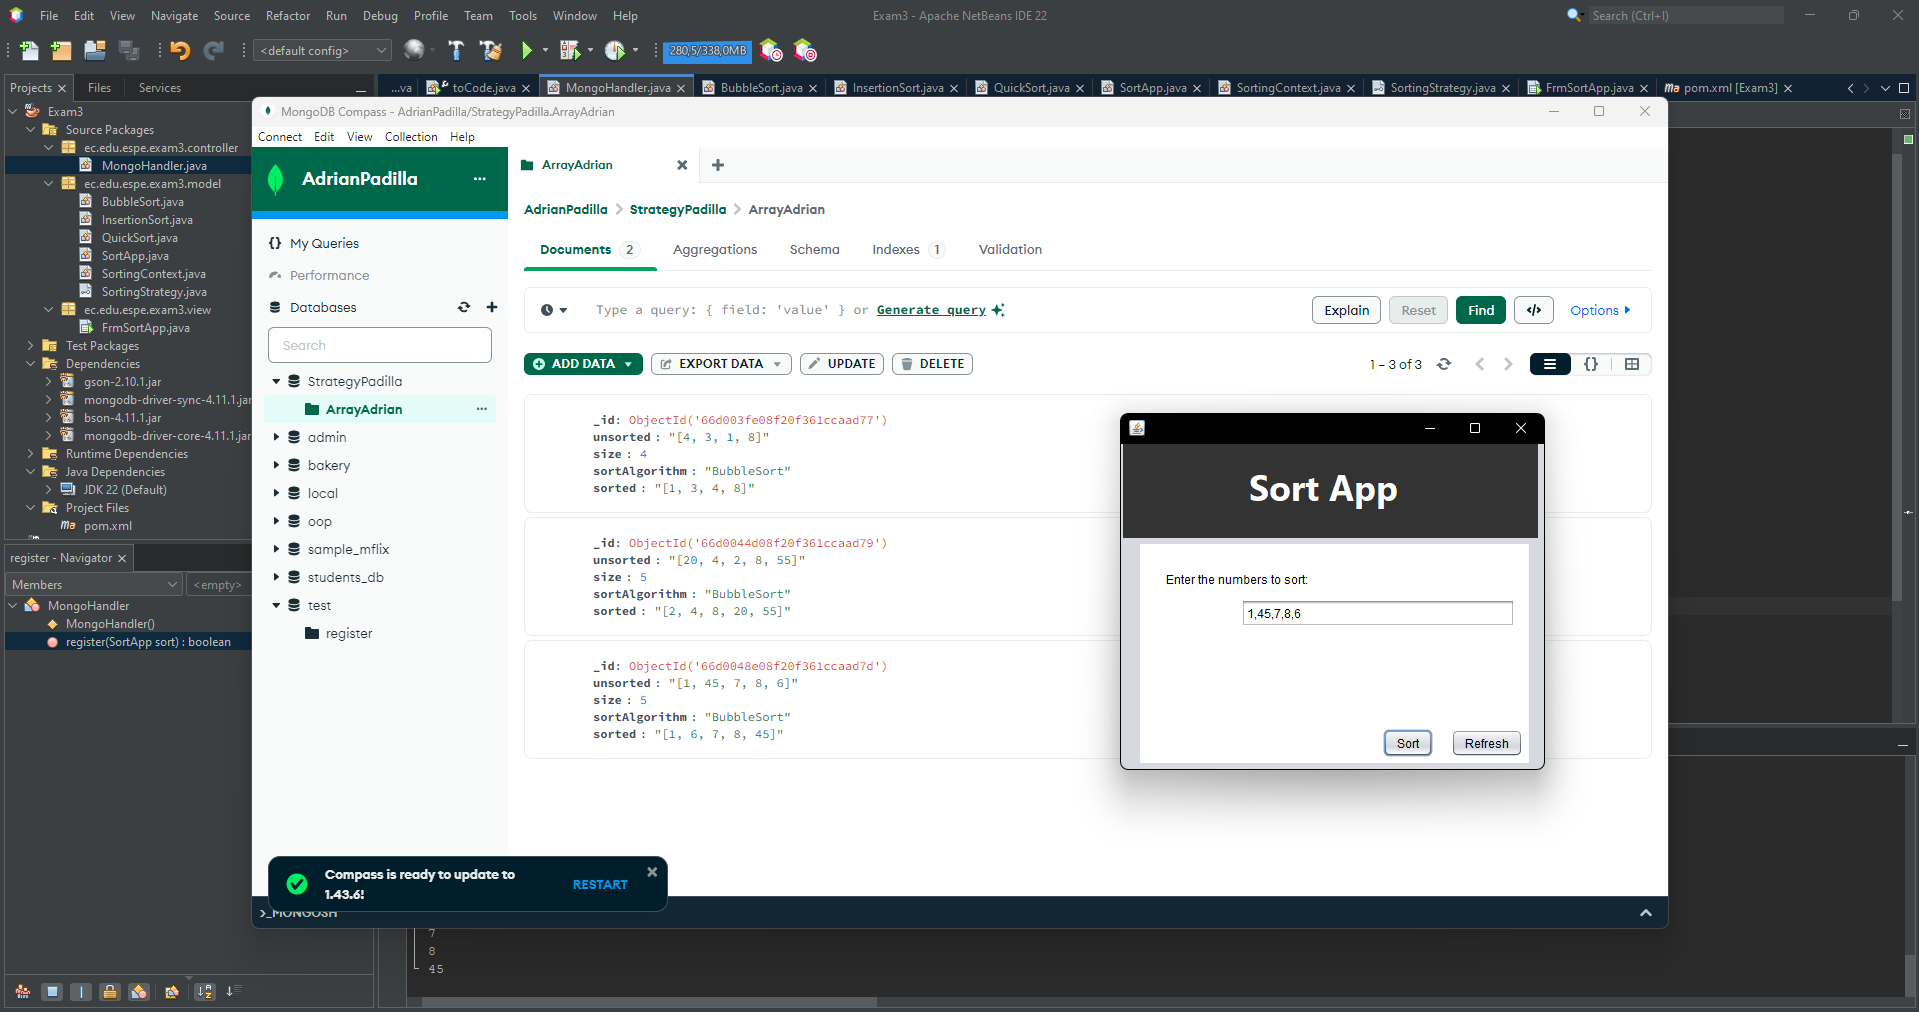 File Edit View Navigate Source Refactor Run Debug Profile Team Tools Window Help
Exam3 - Apache NetBeans IDE 22
Search (Ctrl+I)
<default config>
280,5/338,0MB
Projects
Files
Services
...va
toCode.java
MongoHandler.java
BubbleSort.java
InsertionSort.java
QuickSort.java
SortApp.java
SortingContext.java
SortingStrategy.java
FrmSortApp.java
pom.xml [Exam3]
Exam3
Source Packages
ec.edu.espe.exam3.controller
MongoHandler.java
ec.edu.espe.exam3.model
BubbleSort.java
InsertionSort.java
QuickSort.java
SortApp.java
SortingContext.java
SortingStrategy.java
ec.edu.espe.exam3.view
FrmSortApp.java
Test Packages
Dependencies
gson-2.10.1.jar
mongodb-driver-sync-4.11.1.jar
bson-4.11.1.jar
mongodb-driver-core-4.11.1.jar
Runtime Dependencies
Java Dependencies
JDK 22 (Default)
Project Files
pom.xml
register - Navigator
Members
<empty>
MongoHandler
MongoHandler()
register(SortApp sort) : boolean
MongoDB Compass - AdrianPadilla/StrategyPadilla.ArrayAdrian
Connect Edit View Collection Help
AdrianPadilla
My Queries
Performance
Databases
Search
StrategyPadilla
ArrayAdrian
admin
bakery
local
oop
sample_mflix
students_db
test
register
ArrayAdrian
AdrianPadilla > StrategyPadilla > ArrayAdrian
Documents 2 Aggregations Schema Indexes 1 Validation
Type a query: { field: 'value' } or Generate query
Explain Reset Find </> Options
ADD DATA EXPORT DATA UPDATE DELETE
1 – 3 of 3
_id: ObjectId('66d003fe08f20f361ccaad77')
unsorted : "[4, 3, 1, 8]"
size : 4
sortAlgorithm : "BubbleSort"
sorted : "[1, 3, 4, 8]"
_id: ObjectId('66d0044d08f20f361ccaad79')
unsorted : "[20, 4, 2, 8, 55]"
size : 5
sortAlgorithm : "BubbleSort"
sorted : "[2, 4, 8, 20, 55]"
_id: ObjectId('66d0048e08f20f361ccaad7d')
unsorted : "[1, 45, 7, 8, 6]"
size : 5
sortAlgorithm : "BubbleSort"
sorted : "[1, 6, 7, 8, 45]"
Sort App
Enter the numbers to sort:
1,45,7,8,6
Sort
Refresh
Compass is ready to update to
1.43.6!
RESTART
>_MONGOSH
7
8
45